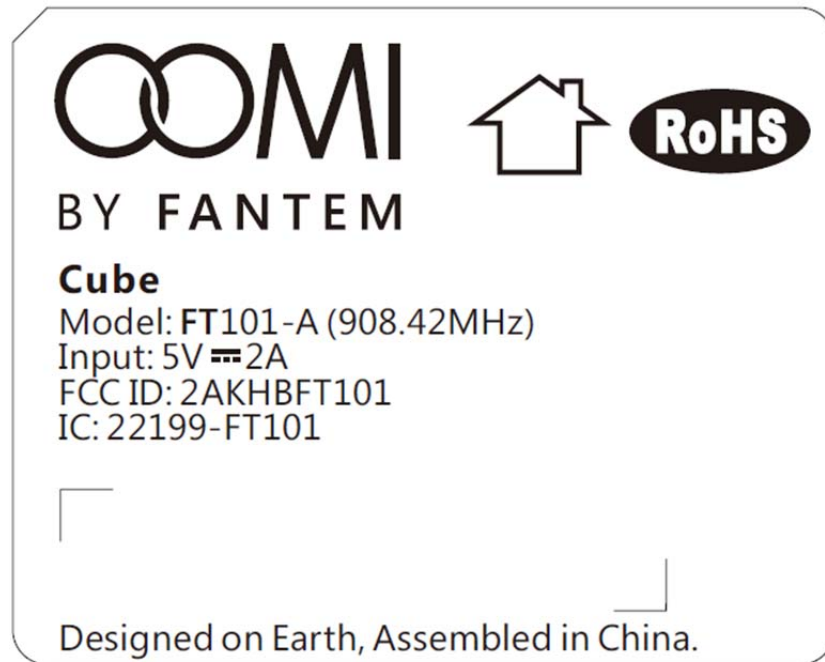 OOMI
BY FANTEM
RoHS
Cube
Model: FT101-A (908.42MHz)
Input: 5V ⎓ 2A
FCC ID: 2AKHBFT101
IC: 22199-FT101
Designed on Earth, Assembled in China.